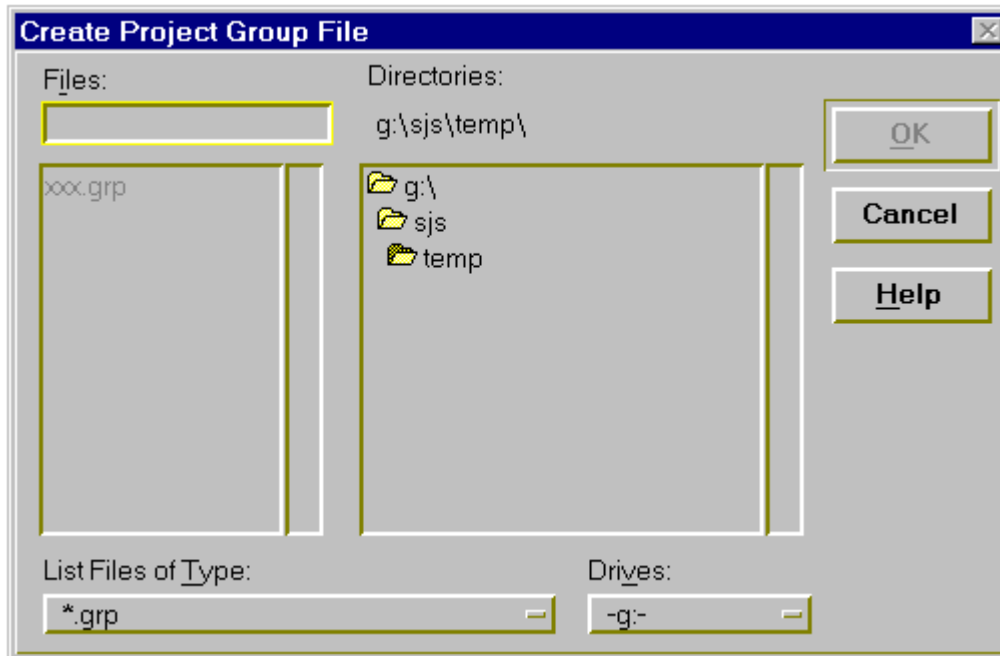 Create Project Group File
Files:
Directories:
g:\sjs\temp\
OK
xxx.grp
g:\
sjs
temp
Cancel
Help
List Files of Type:
Drives:
*.grp
-g:-